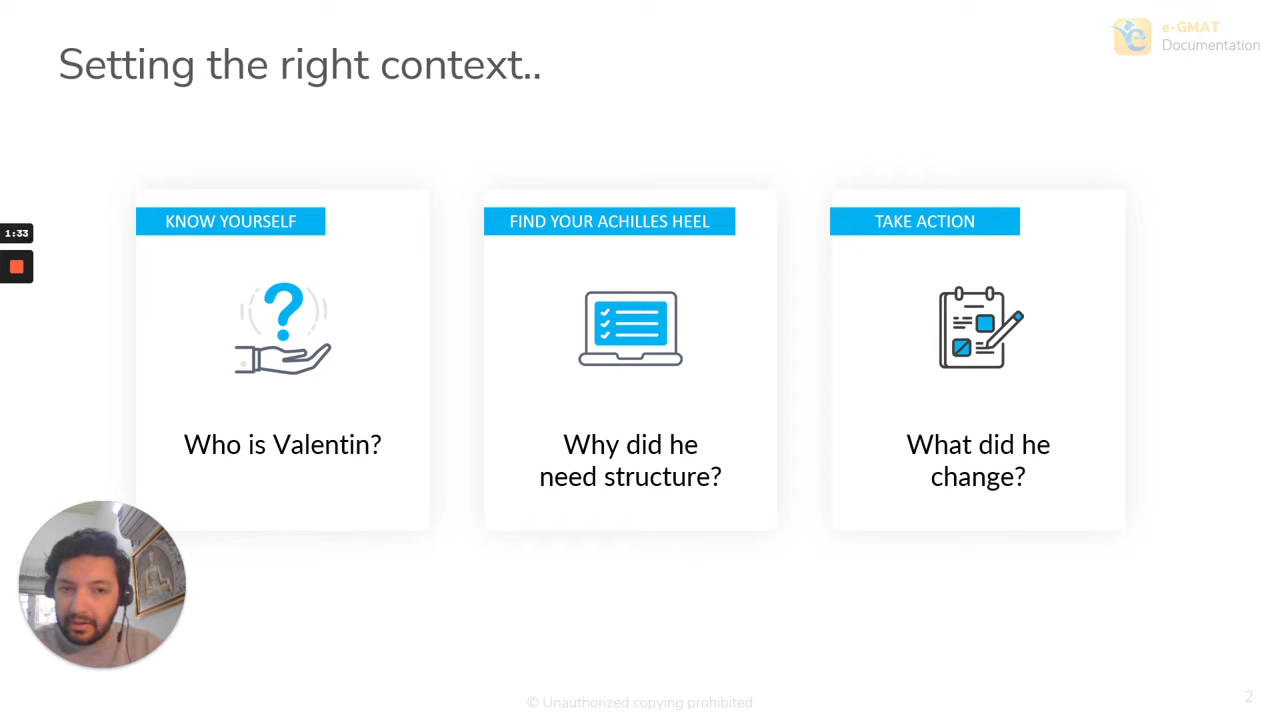 Setting the right context..
e-GMAT
Documentation
KNOW YOURSELF
FIND YOUR ACHILLES HEEL
TAKE ACTION
1:33
Who is Valentin?
Why did he
need structure?
What did he
change?
© Unauthorized copying prohibited
2